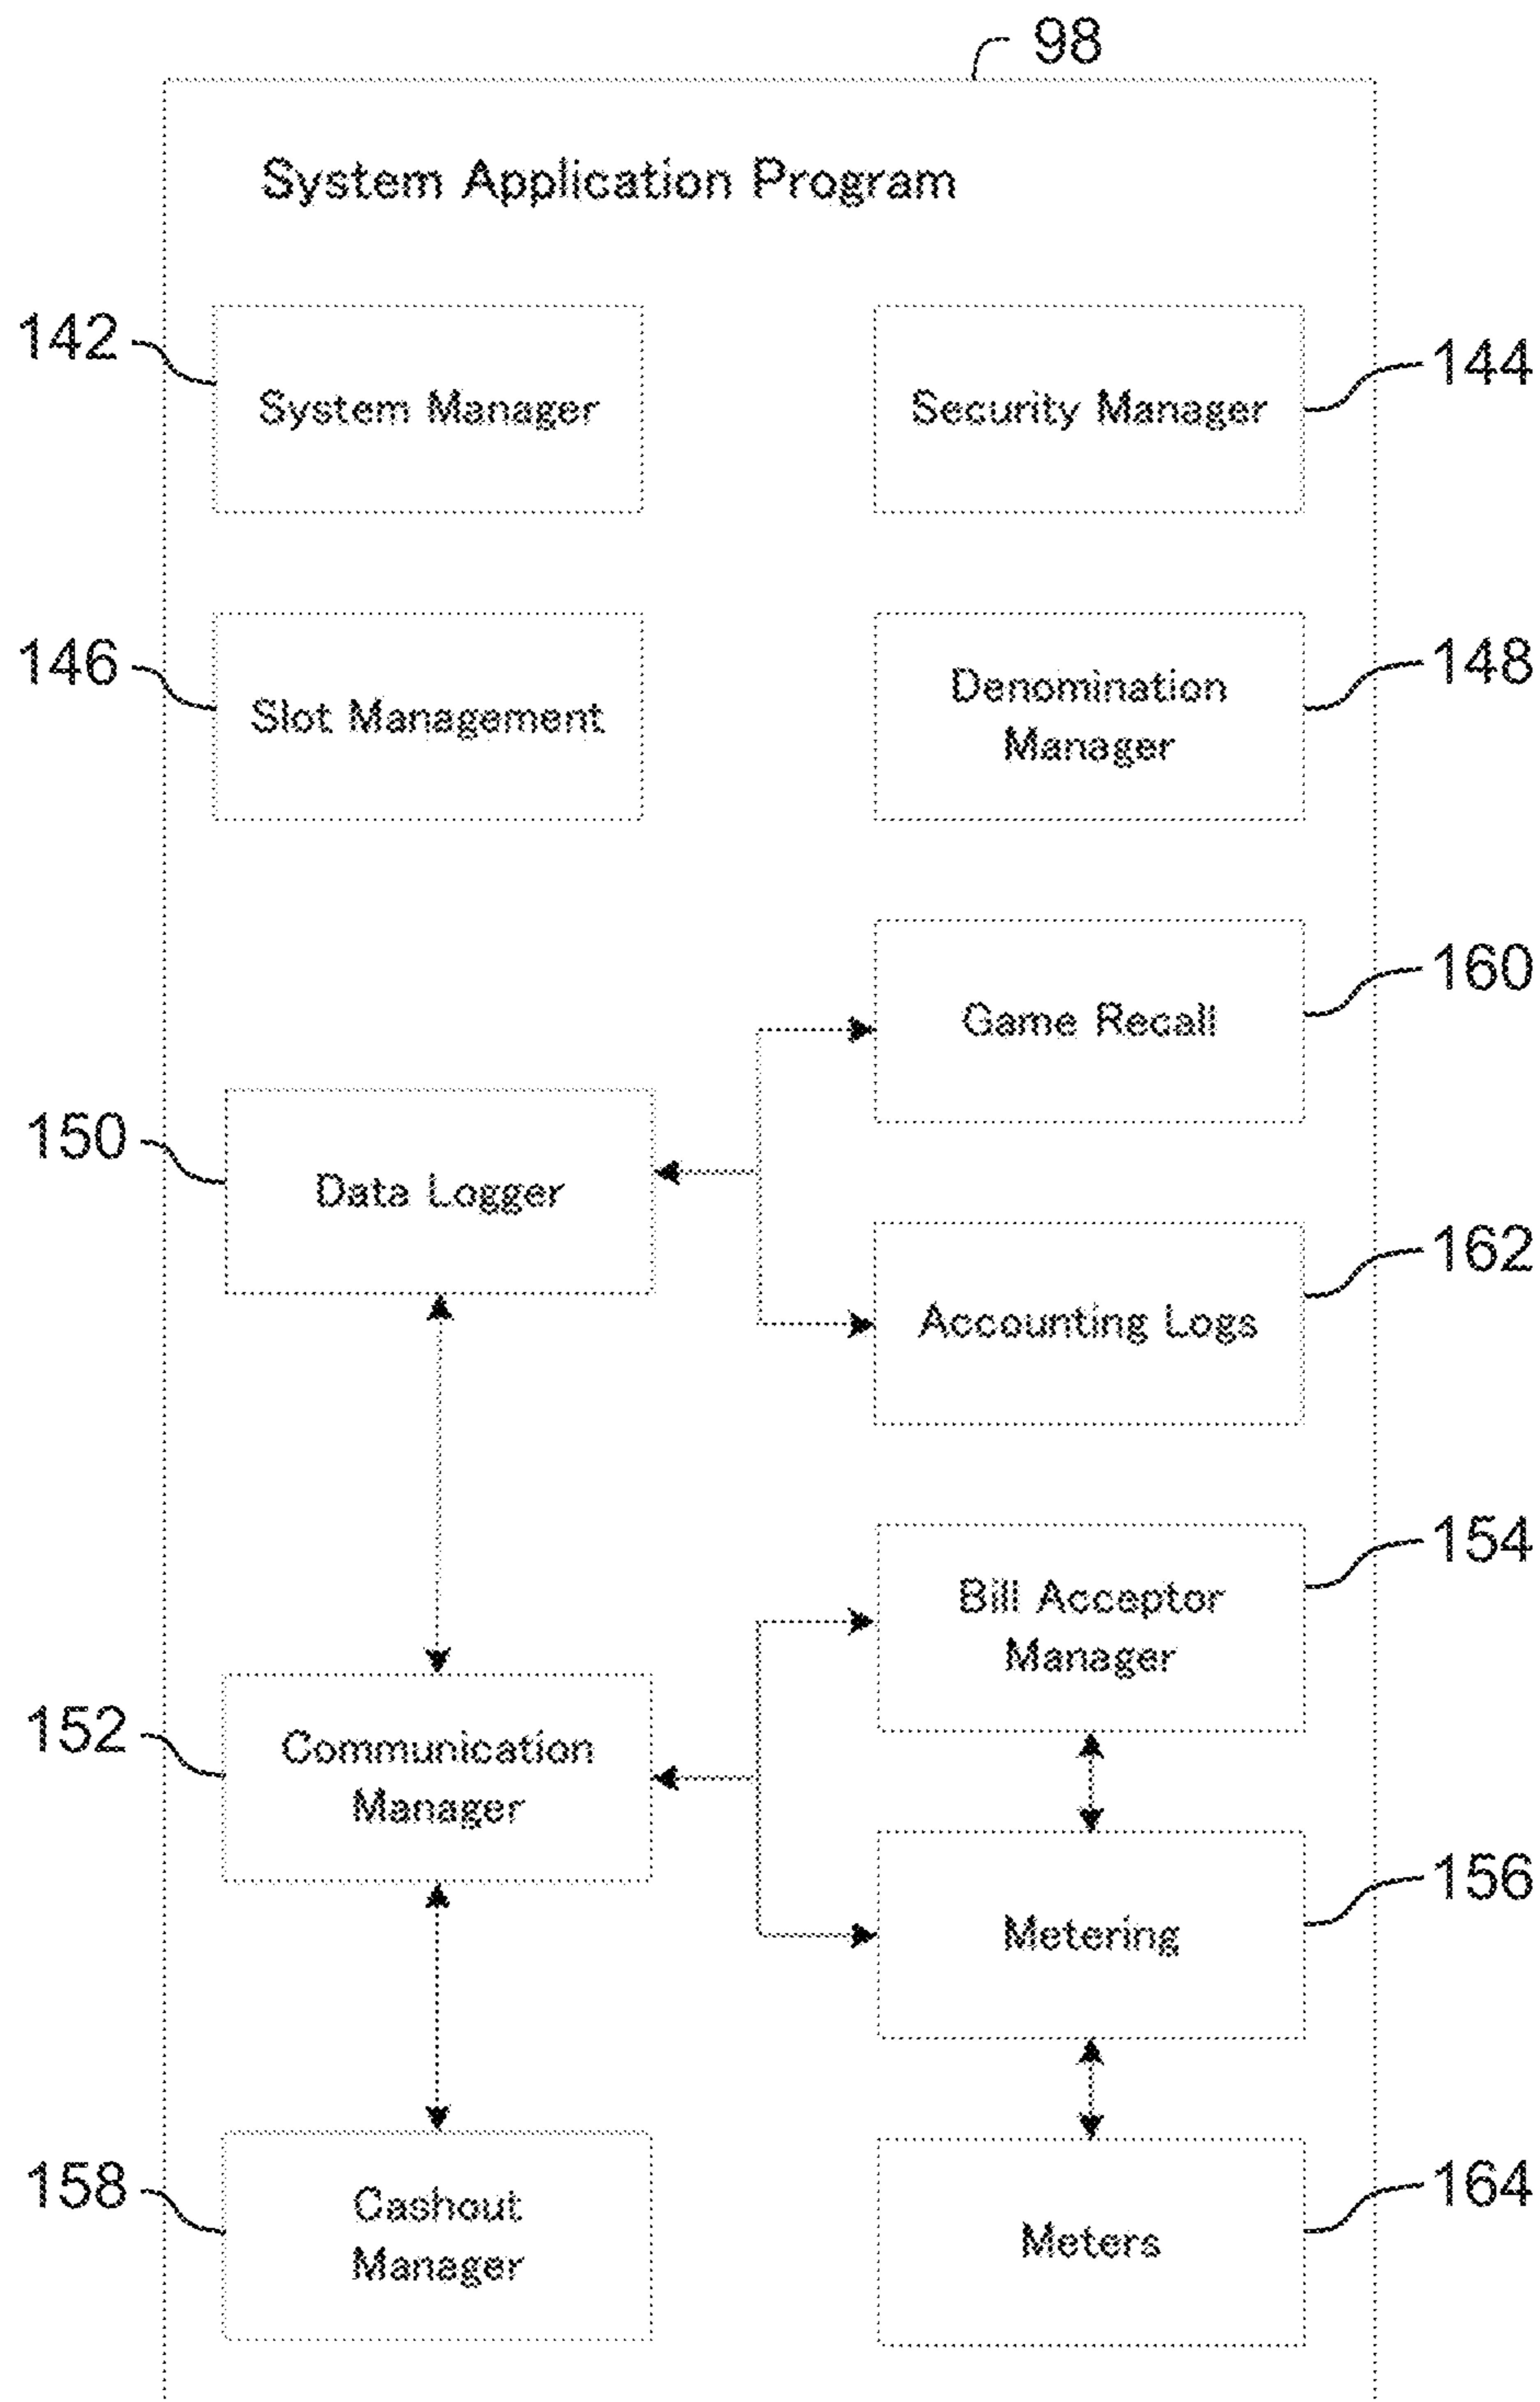 98
System Application Program
142
System Manager
144
Security Manager
146
Slot Management
148
Denomination
Manager
160
Game Recall
150
Data Logger
162
Accounting Logs
154
Bill Acceptor
Manager
152
Communication
Manager
156
Metering
158
Cashout
Manager
164
Meters